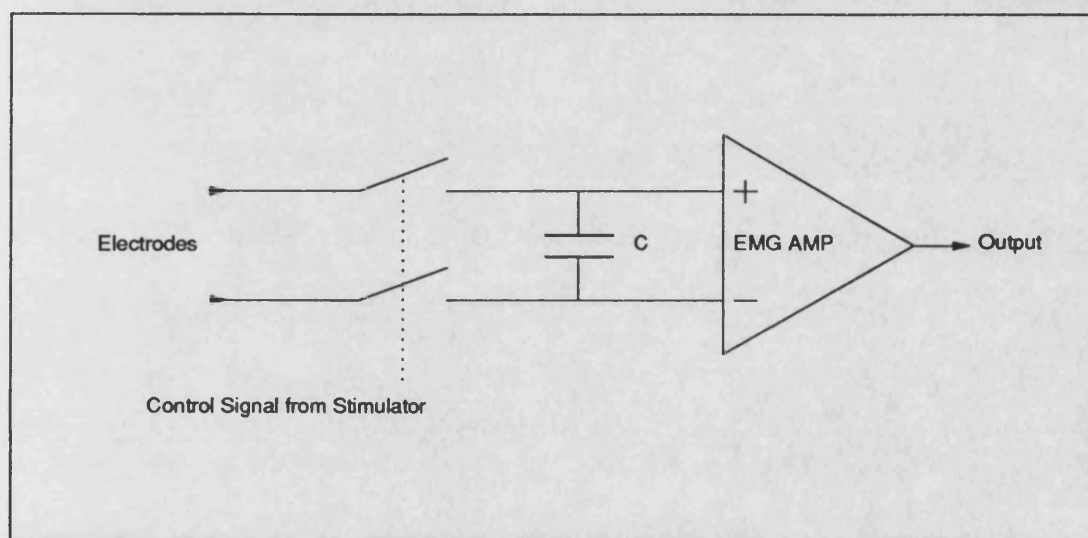 +
Electrodes
C
EMG AMP
Output
−
Control Signal from Stimulator